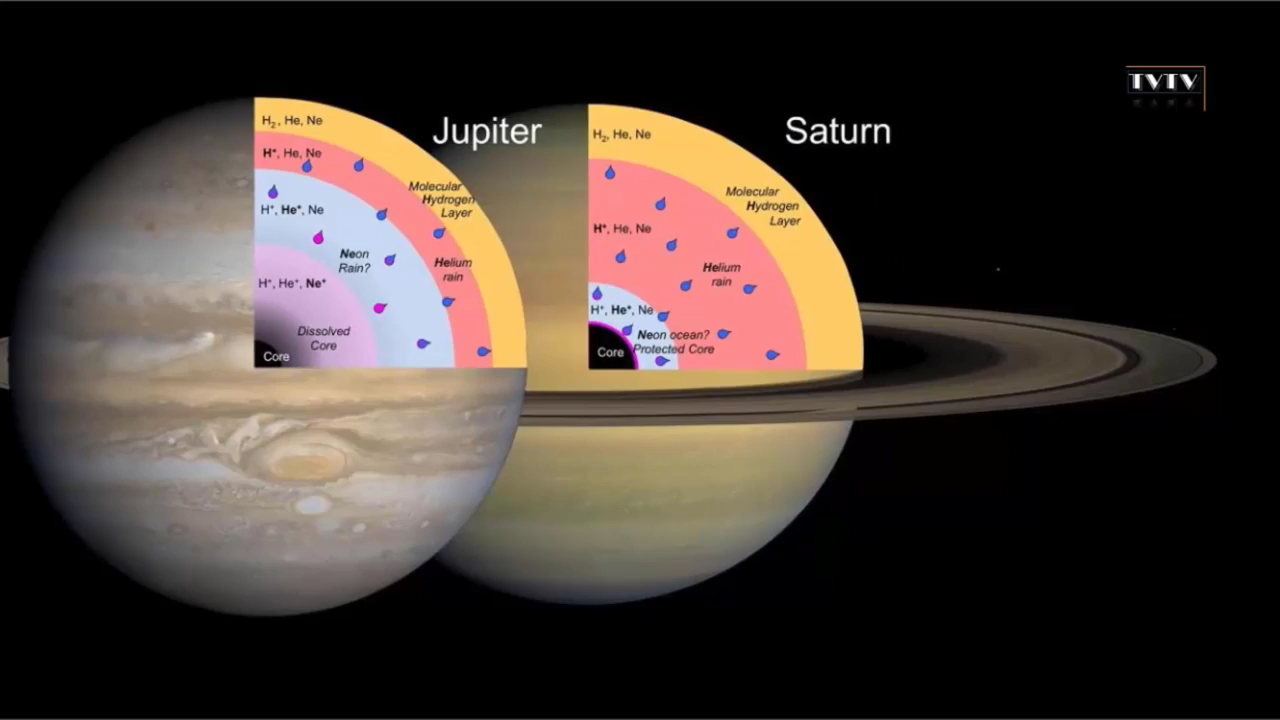 TVTV
Jupiter
H₂, He, Ne
H⁺, He, Ne
H⁺, He⁺, Ne
H⁺, He⁺, Ne⁺
Molecular
Hydrogen
Layer
Helium
rain
Neon
Rain?
Dissolved
Core
Core
Saturn
H₂, He, Ne
H⁺, He, Ne
H⁺, He⁺, Ne
Molecular
Hydrogen
Layer
Helium
rain
Neon ocean?
Protected Core
Core